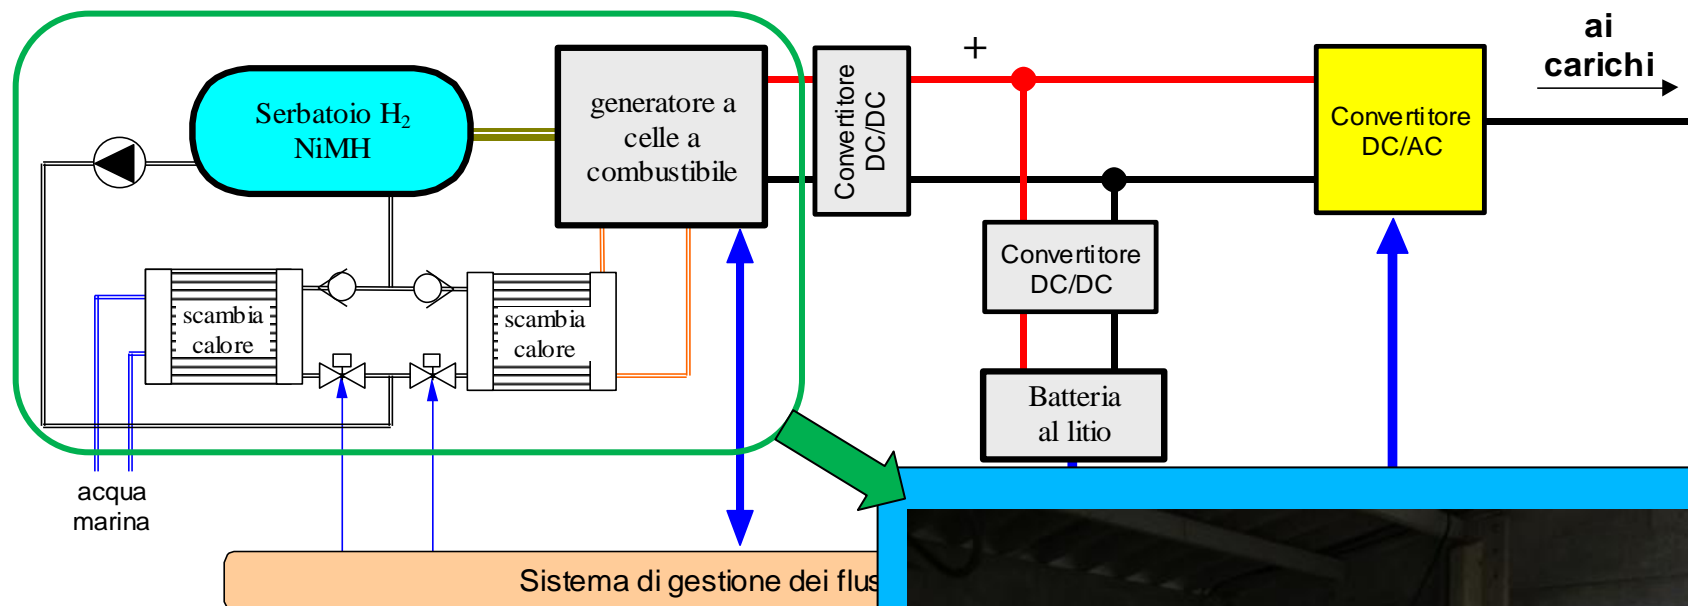 Serbatoio H₂
NiMH
generatore a
celle a
combustibile
Convertitore
DC/DC
+
Convertitore
DC/AC
ai
carichi
Convertitore
DC/DC
Batteria
al litio
scambia
calore
scambia
calore
acqua
marina
Sistema di gestione dei